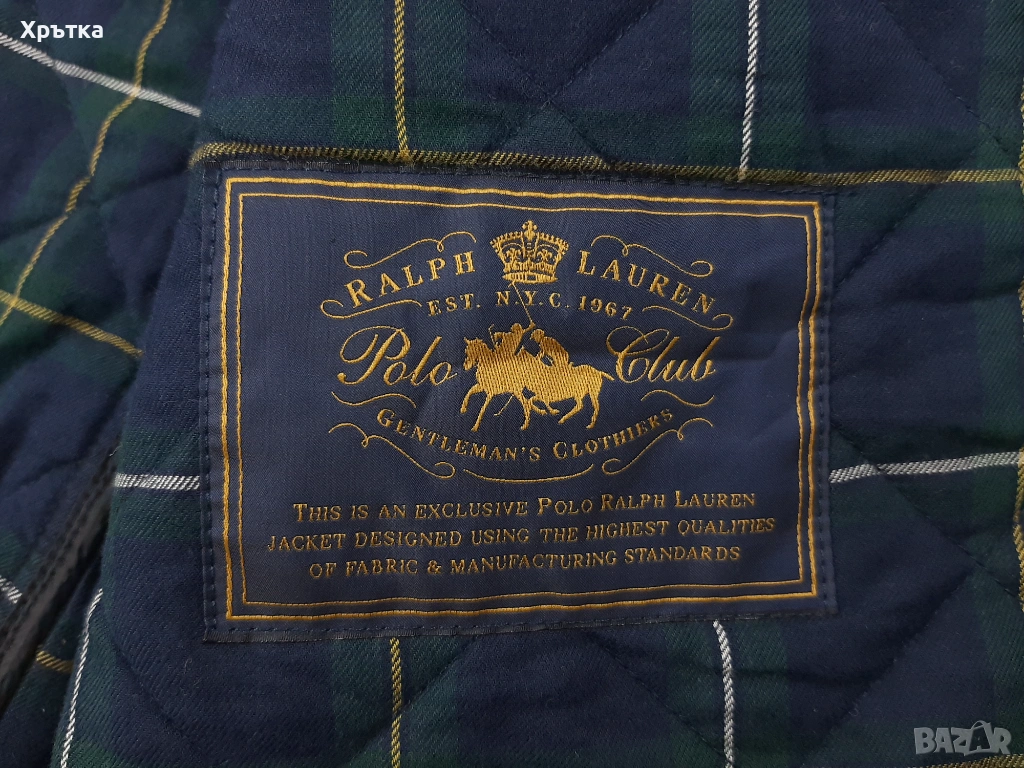 Хрътка
RALPH LAUREN
EST. N.Y.C. 1967
Polo Club
GENTLEMAN'S CLOTHIERS
THIS IS AN EXCLUSIVE POLO RALPH LAUREN
JACKET DESIGNED USING THE HIGHEST QUALITIES
OF FABRIC & MANUFACTURING STANDARDS
BAZAR